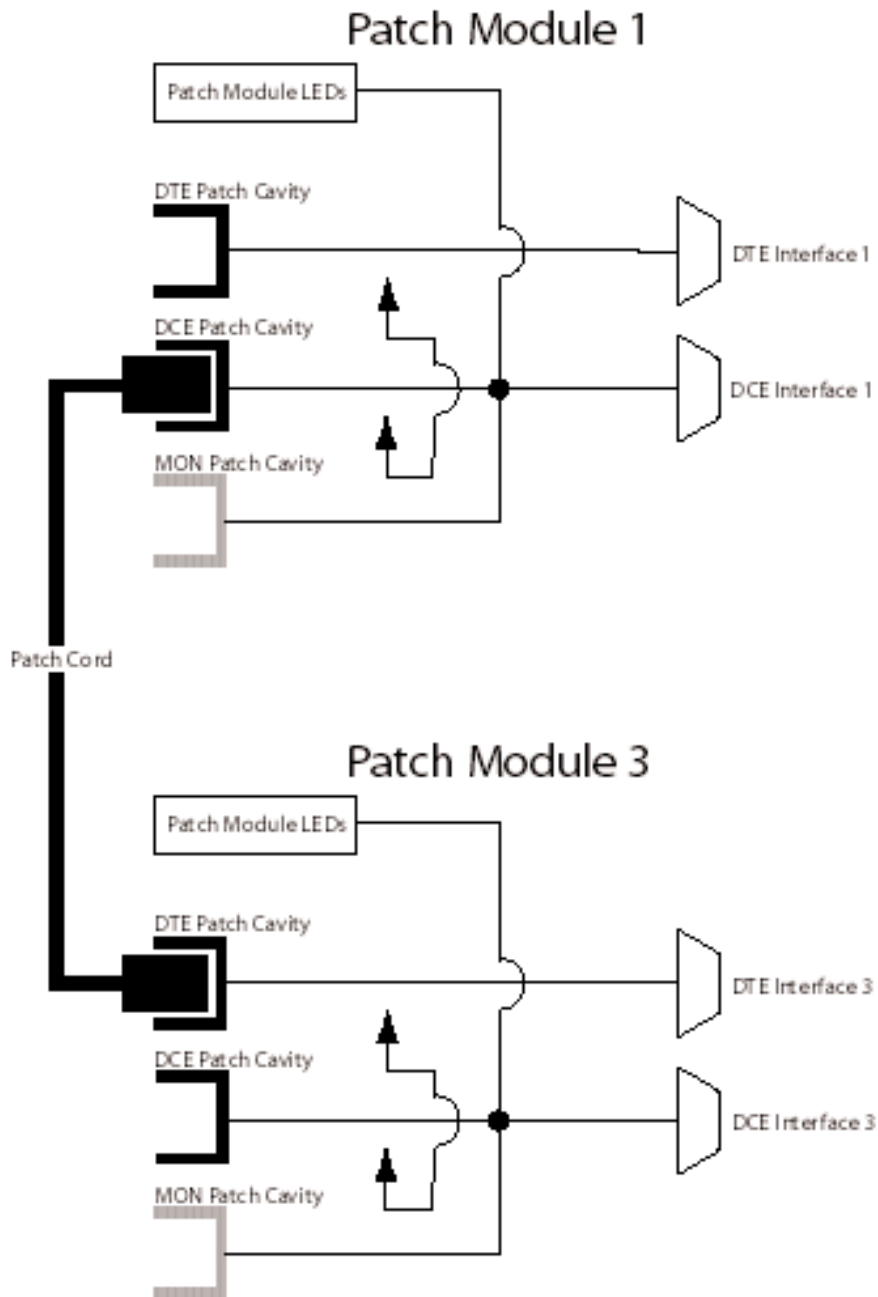 Patch Module 1
Patch Module LEDs
DTE Patch Cavity
DTE Interface 1
DCE Patch Cavity
DCE Interface 1
MON Patch Cavity
Patch Cord
Patch Module 3
Patch Module LEDs
DTE Patch Cavity
DTE Interface 3
DCE Patch Cavity
DCE Interface 3
MON Patch Cavity